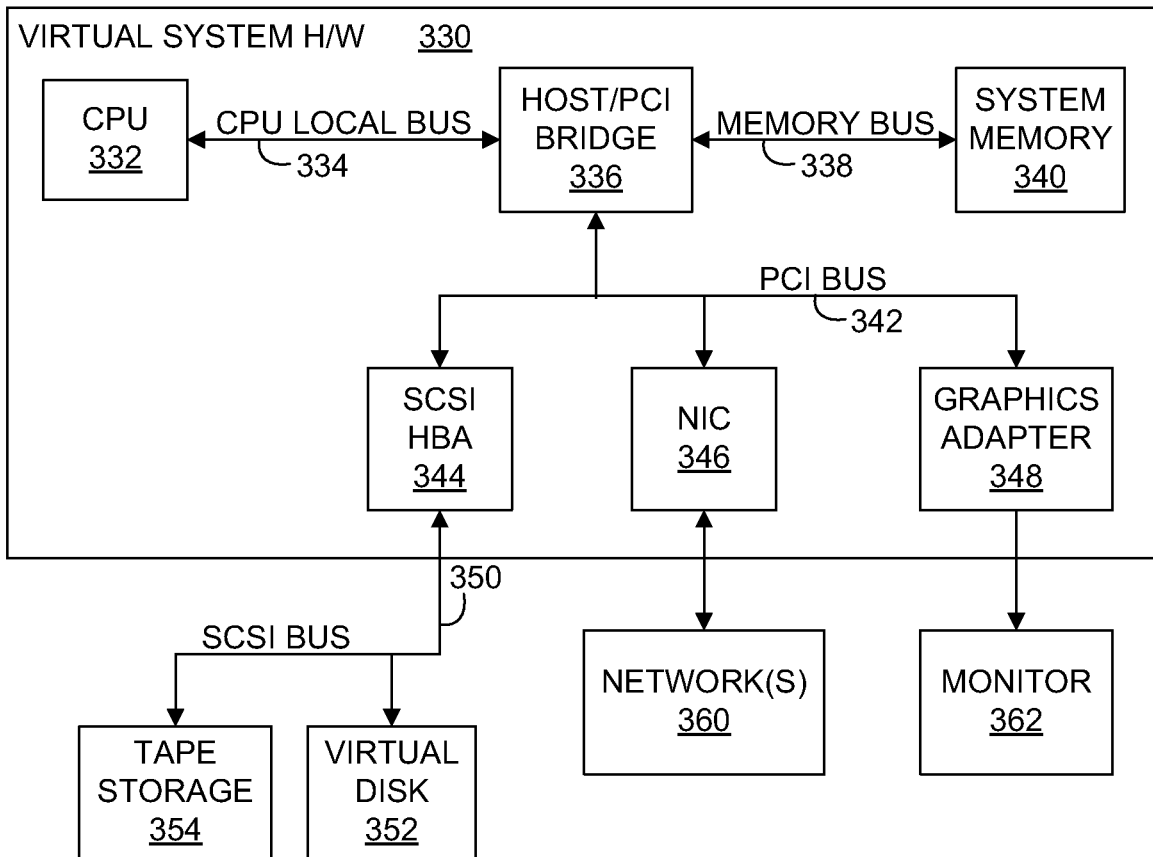 VIRTUAL SYSTEM H/W 330
CPU
332
CPU LOCAL BUS
334
HOST/PCI
BRIDGE
336
MEMORY BUS
338
SYSTEM
MEMORY
340
PCI BUS
342
SCSI
HBA
344
NIC
346
GRAPHICS
ADAPTER
348
350
SCSI BUS
TAPE
STORAGE
354
VIRTUAL
DISK
352
NETWORK(S)
360
MONITOR
362